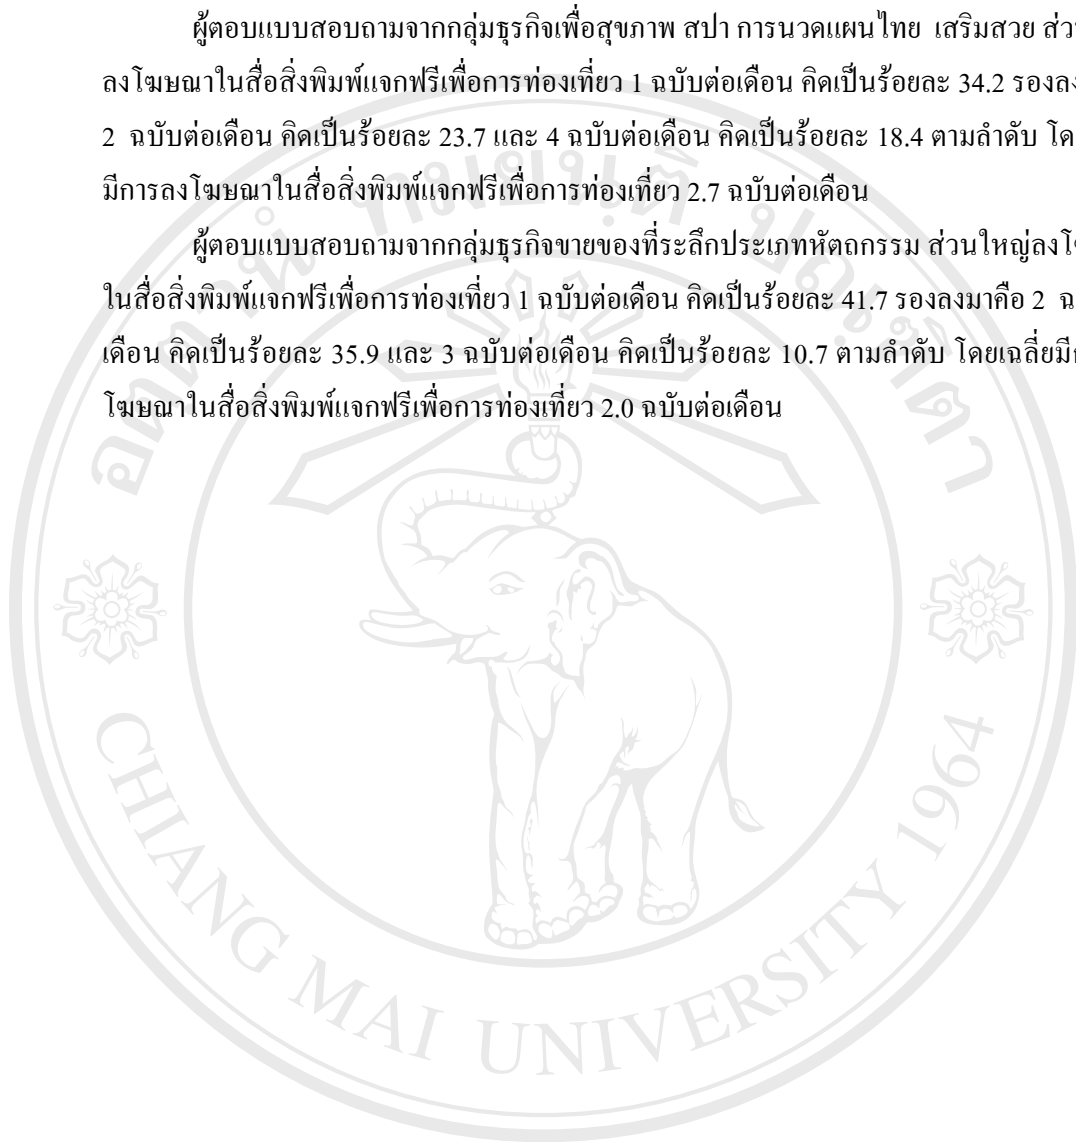 ผู้ตอบแบบสอบถามจากกลุ่มธุรกิจเพื่อสุขภาพ สปา การนวดแผนไทย เสริมสวย
ลงโฆษณาในสื่อสิ่งพิมพ์แจกฟรีเพื่อการท่องเที่ยว 1 ฉบับต่อเดือน คิดเป็นร้อยละ 34.2
2 ฉบับต่อเดือน คิดเป็นร้อยละ 23.7 และ 4 ฉบับต่อเดือน คิดเป็นร้อยละ 18.4 ตามลำดับ
มีการลงโฆษณาในสื่อสิ่งพิมพ์แจกฟรีเพื่อการท่องเที่ยว 2.7 ฉบับต่อเดือน
ผู้ตอบแบบสอบถามจากกลุ่มธุรกิจขายของที่ระลึกประเภทหัตถกรรม ส่วนใหญ่
ในสื่อสิ่งพิมพ์แจกฟรีเพื่อการท่องเที่ยว 1 ฉบับต่อเดือน คิดเป็นร้อยละ 41.7 รองลงมาคือ 2
เดือน คิดเป็นร้อยละ 35.9 และ 3 ฉบับต่อเดือน คิดเป็นร้อยละ 10.7 ตามลำดับ โดยเฉลี่ย
โฆษณาในสื่อสิ่งพิมพ์แจกฟรีเพื่อการท่องเที่ยว 2.0 ฉบับต่อเดือน
อตฺตานํ ทมยนฺติ ปณฺฑิตา
CHIANG MAI UNIVERSITY 1964